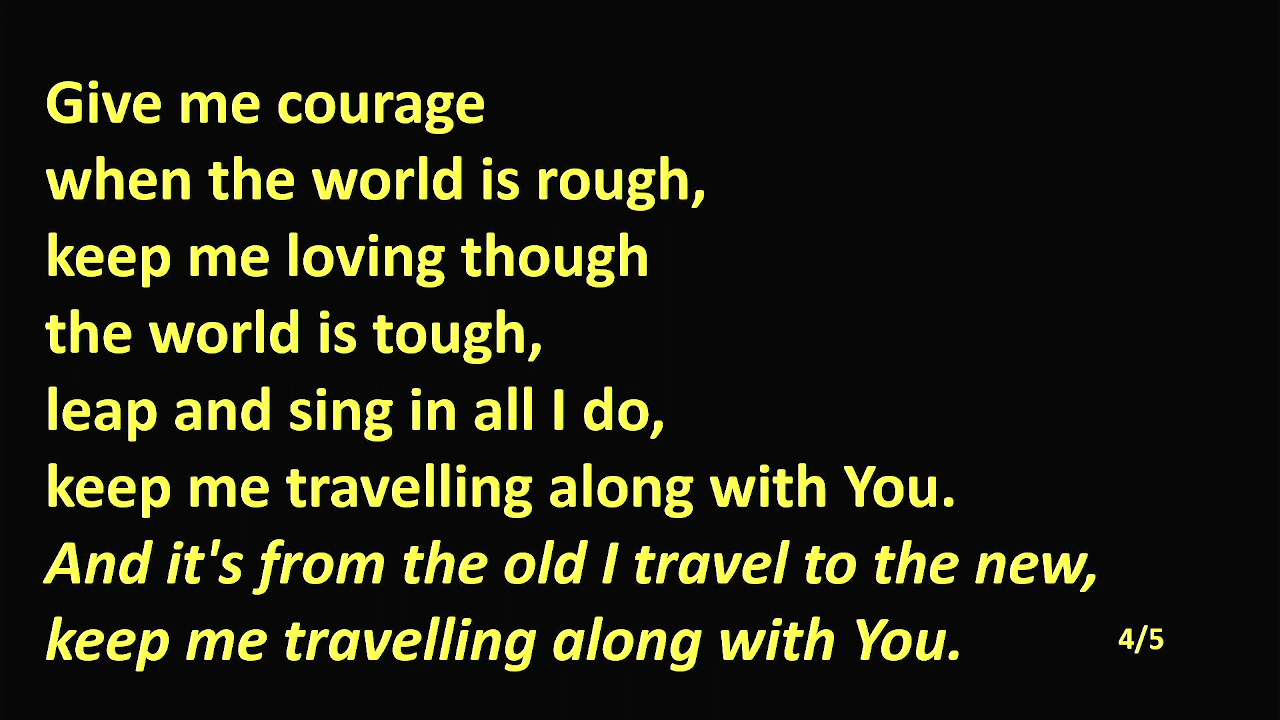 Give me courage
when the world is rough,
keep me loving though
the world is tough,
leap and sing in all I do,
keep me travelling along with You.
And it's from the old I travel to the new,
keep me travelling along with You.
4/5